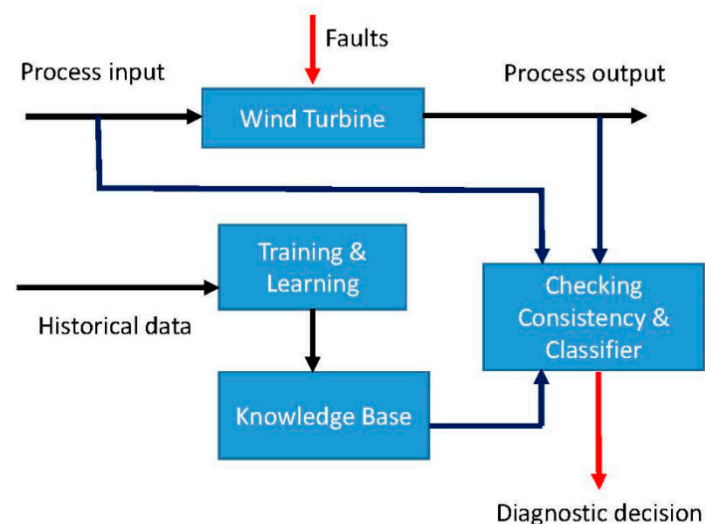 Faults
Process input
Process output
Wind Turbine
Training &
Learning
Checking
Consistency &
Classifier
Historical data
Knowledge Base
Diagnostic decision